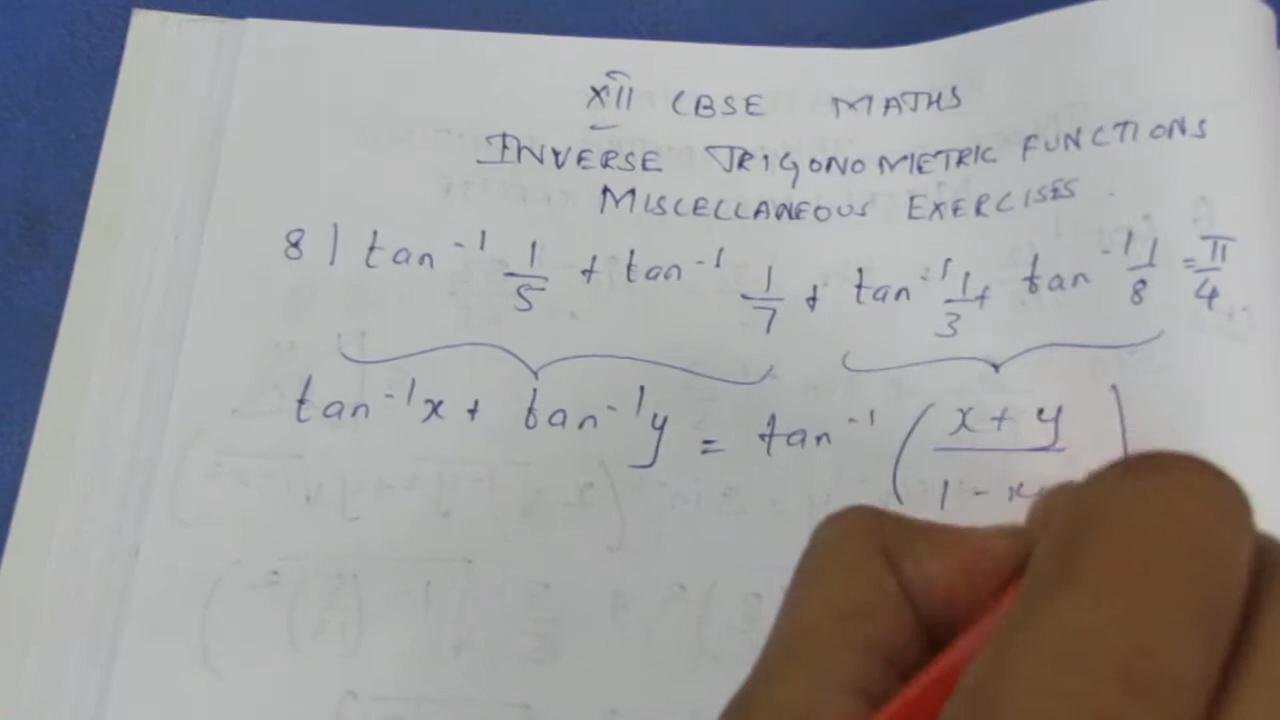 XII CBSE MATHS
INVERSE TRIGONOMETRIC FUNCTIONS
MISCELLANEOUS EXERCISES
8) tan⁻¹ 1/5 + tan⁻¹ 1/7 + tan⁻¹ 1/3 + tan⁻¹ 1/8 = π/4
tan⁻¹x + tan⁻¹y = tan⁻¹ (x+y / 1-x